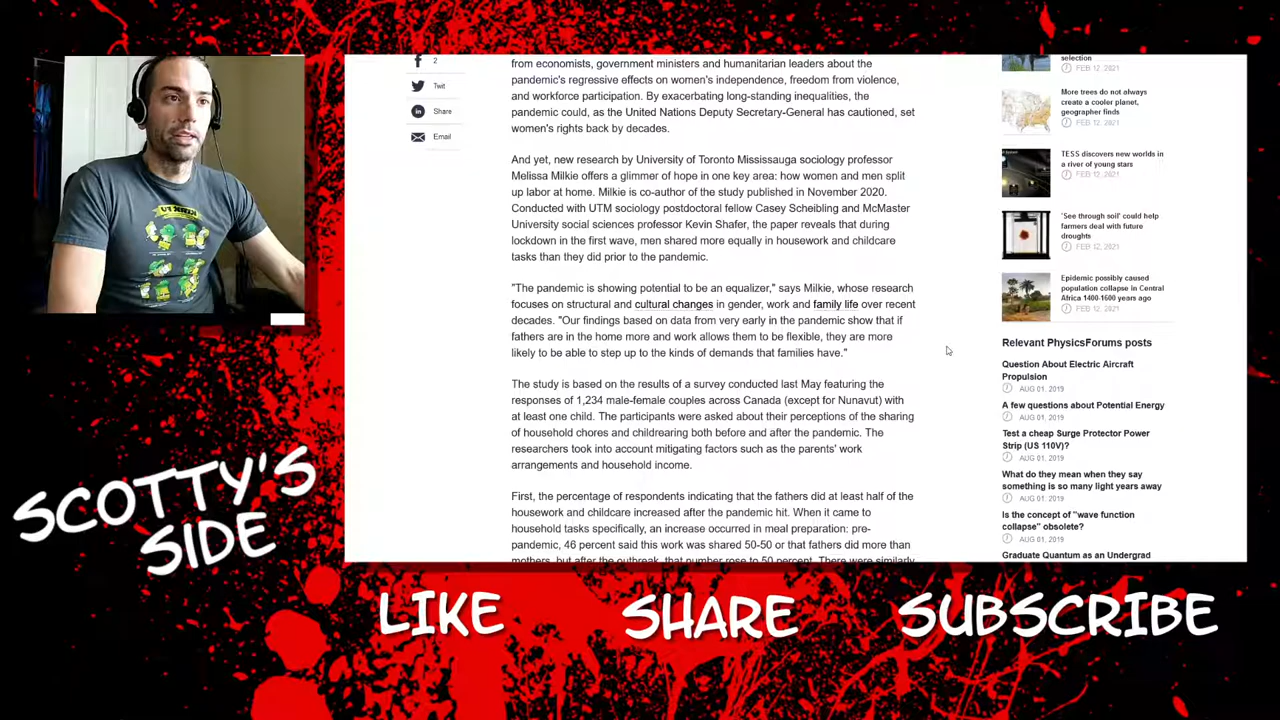 2
Twit
Share
Email
from economists, government ministers and humanitarian leaders about the
pandemic's regressive effects on women's independence, freedom from violence,
and workforce participation. By exacerbating long-standing inequalities, the
pandemic could, as the United Nations Deputy Secretary-General has cautioned, set
women's rights back by decades.
And yet, new research by University of Toronto Mississauga sociology professor
Melissa Milkie offers a glimmer of hope in one key area: how women and men split
up labor at home. Milkie is co-author of the study published in November 2020.
Conducted with UTM sociology postdoctoral fellow Casey Scheibling and McMaster
University social sciences professor Kevin Shafer, the paper reveals that during
lockdown in the first wave, men shared more equally in housework and childcare
tasks than they did prior to the pandemic.
"The pandemic is showing potential to be an equalizer," says Milkie, whose research
focuses on structural and cultural changes in gender, work and family life over recent
decades. "Our findings based on data from very early in the pandemic show that if
fathers are in the home more and work allows them to be flexible, they are more
likely to be able to step up to the kinds of demands that families have."
The study is based on the results of a survey conducted last May featuring the
responses of 1,234 male-female couples across Canada (except for Nunavut) with
at least one child. The participants were asked about their perceptions of the sharing
of household chores and childrearing both before and after the pandemic. The
researchers took into account mitigating factors such as the parents' work
arrangements and household income.
First, the percentage of respondents indicating that the fathers did at least half of the
housework and childcare increased after the pandemic hit. When it came to
household tasks specifically, an increase occurred in meal preparation: pre-
pandemic, 46 percent said this work was shared 50-50 or that fathers did more than
mothers, but after the outbreak, that number rose to 50 percent. There were similarly
selection
FEB 12, 2021
More trees do not always
create a cooler planet,
geographer finds
FEB 12, 2021
TESS discovers new worlds in
a river of young stars
FEB 12, 2021
'See through soil' could help
farmers deal with future
droughts
FEB 12, 2021
Epidemic possibly caused
population collapse in Central
Africa 1400-1600 years ago
FEB 12, 2021
Relevant PhysicsForums posts
Question About Electric Aircraft
Propulsion
AUG 01, 2019
A few questions about Potential Energy
AUG 01, 2019
Test a cheap Surge Protector Power
Strip (US 110V)?
AUG 01, 2019
What do they mean when they say
something is so many light years away
AUG 01, 2019
Is the concept of "wave function
collapse" obsolete?
AUG 01, 2019
Graduate Quantum as an Undergrad
SCOTTY'S
SIDE
LIKE
SHARE
SUBSCRIBE